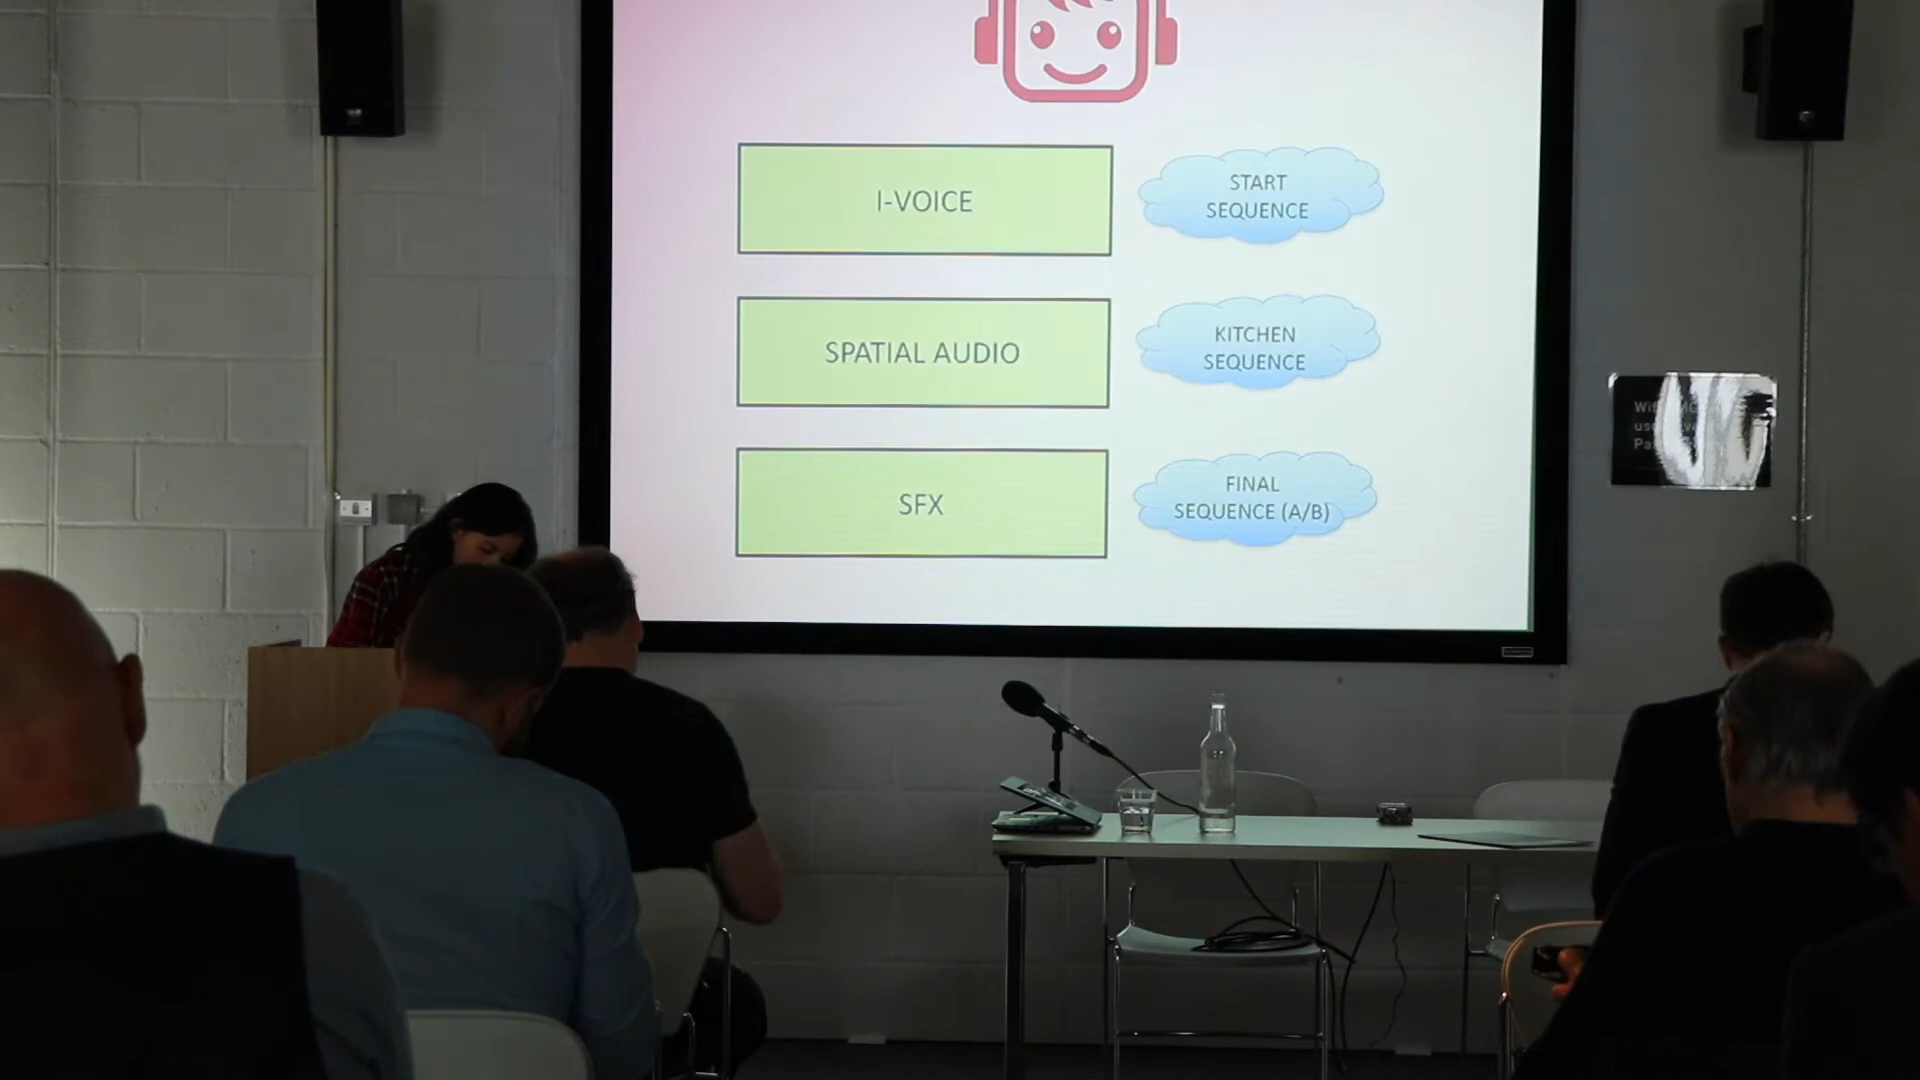 I-VOICE
START
SEQUENCE
SPATIAL AUDIO
KITCHEN
SEQUENCE
SFX
FINAL
SEQUENCE (A/B)